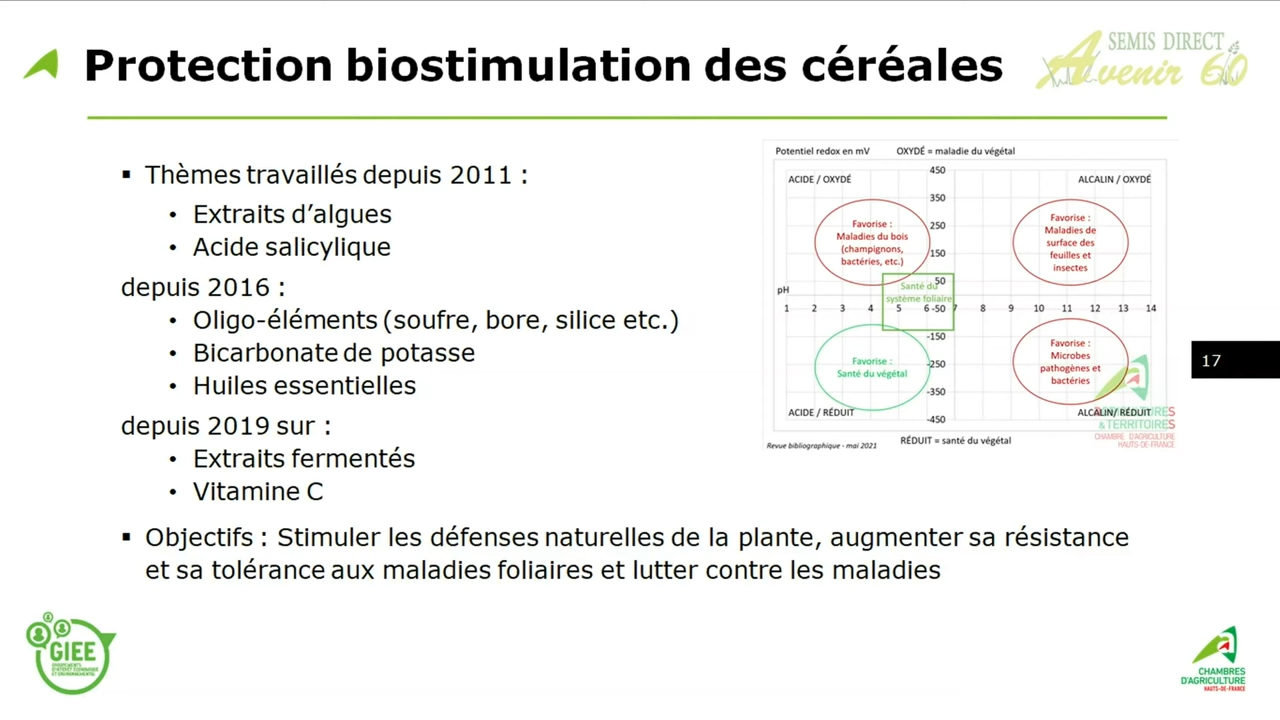 Protection biostimulation des céréales
SEMIS DIRECT
Avenir 60
▪ Thèmes travaillés depuis 2011 :
• Extraits d’algues
• Acide salicylique
depuis 2016 :
• Oligo-éléments (soufre, bore, silice etc.)
• Bicarbonate de potasse
• Huiles essentielles
depuis 2019 sur :
• Extraits fermentés
• Vitamine C
▪ Objectifs : Stimuler les défenses naturelles de la plante, augmenter sa résistance
et sa tolérance aux maladies foliaires et lutter contre les maladies
Potentiel redox en mV
OXYDÉ = maladie du végétal
450
ACIDE / OXYDÉ
ALCALIN / OXYDÉ
350
250
150
50
Favorise :
Maladies du bois
(champignons,
bactéries, etc.)
Favorise :
Maladies de
surface des
feuilles et
insectes
Santé du
système foliaire
pH
1 2 3 4 5 6 -50 7 8 9 10 11 12 13 14
-150
-250
-350
-450
Favorise :
Santé du végétal
Favorise :
Microbes
pathogènes et
bactéries
ACIDE / RÉDUIT
ALCALIN/ RÉDUIT
AGRICULTURES
& TERRITOIRES
CHAMBRE D'AGRICULTURE
HAUTS-DE-FRANCE
Revue bibliographique - mai 2021
RÉDUIT = santé du végétal
17
GIEE
GROUPEMENTS
D'INTÉRÊT ÉCONOMIQUE
ET ENVIRONNEMENTAL
CHAMBRES
D'AGRICULTURE
HAUTS-DE-FRANCE